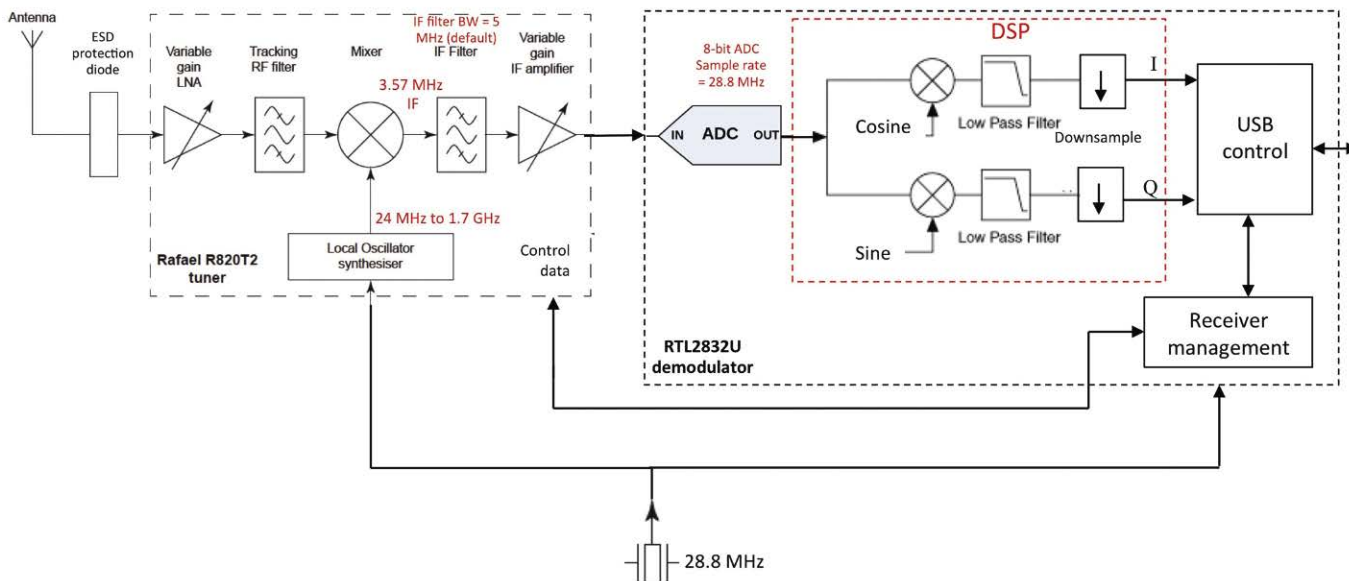 Antenna
ESD
protection
diode
Variable
gain
LNA
Tracking
RF filter
Mixer
IF filter BW = 5
MHz (default)
IF Filter
Variable
gain
IF amplifier
3.57 MHz
IF
24 MHz to 1.7 GHz
Local Oscillator
synthesiser
Rafael R820T2
tuner
Control
data
8-bit ADC
Sample rate
= 28.8 MHz
IN
ADC
OUT
DSP
Cosine
Low Pass Filter
Downsample
I
Sine
Low Pass Filter
Q
USB
control
Receiver
management
RTL2832U
demodulator
28.8 MHz